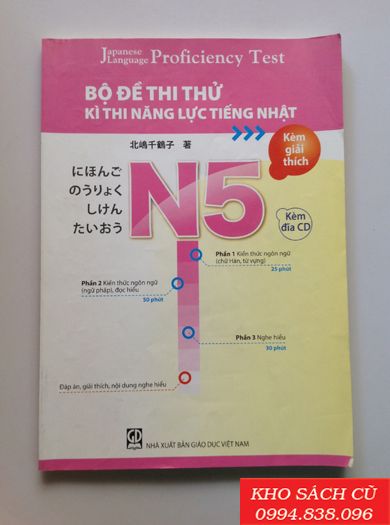 Japanese
Language Proficiency Test
BỘ ĐỀ THI THỬ
KÌ THI NĂNG LỰC TIẾNG NHẬT
北嶋千鶴子 著
Kèm
giải
thích
にほんご
のうりょく
しけん
たいおう
N5
Kèm
đĩa CD
Phần 1 Kiến thức ngôn ngữ
(chữ Hán, từ vựng)
25 phút
Phần 2 Kiến thức ngôn ngữ
(ngữ pháp), đọc hiểu
50 phút
Phần 3 Nghe hiểu
30 phút
Đáp án, giải thích, nội dung nghe hiểu
GD
NHÀ XUẤT BẢN GIÁO DỤC VIỆT NAM
KHO SÁCH CŨ
0994.838.096